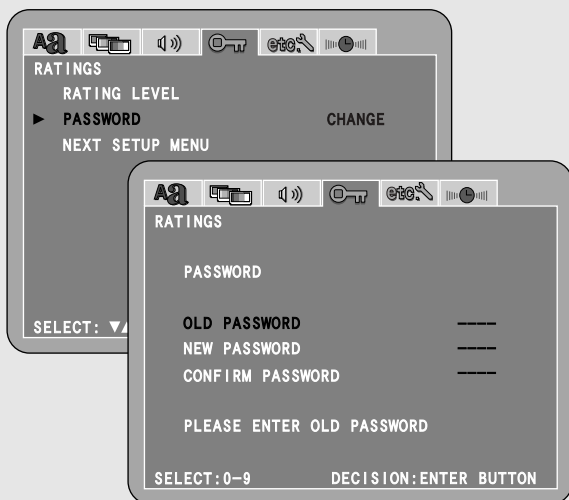 Aa etc.
RATINGS
RATING LEVEL
► PASSWORD CHANGE
NEXT SETUP MENU
SELECT: ▼▲
Aa etc.
RATINGS
PASSWORD
OLD PASSWORD ----
NEW PASSWORD ----
CONFIRM PASSWORD ----
PLEASE ENTER OLD PASSWORD
SELECT:0-9 DECISION:ENTER BUTTON